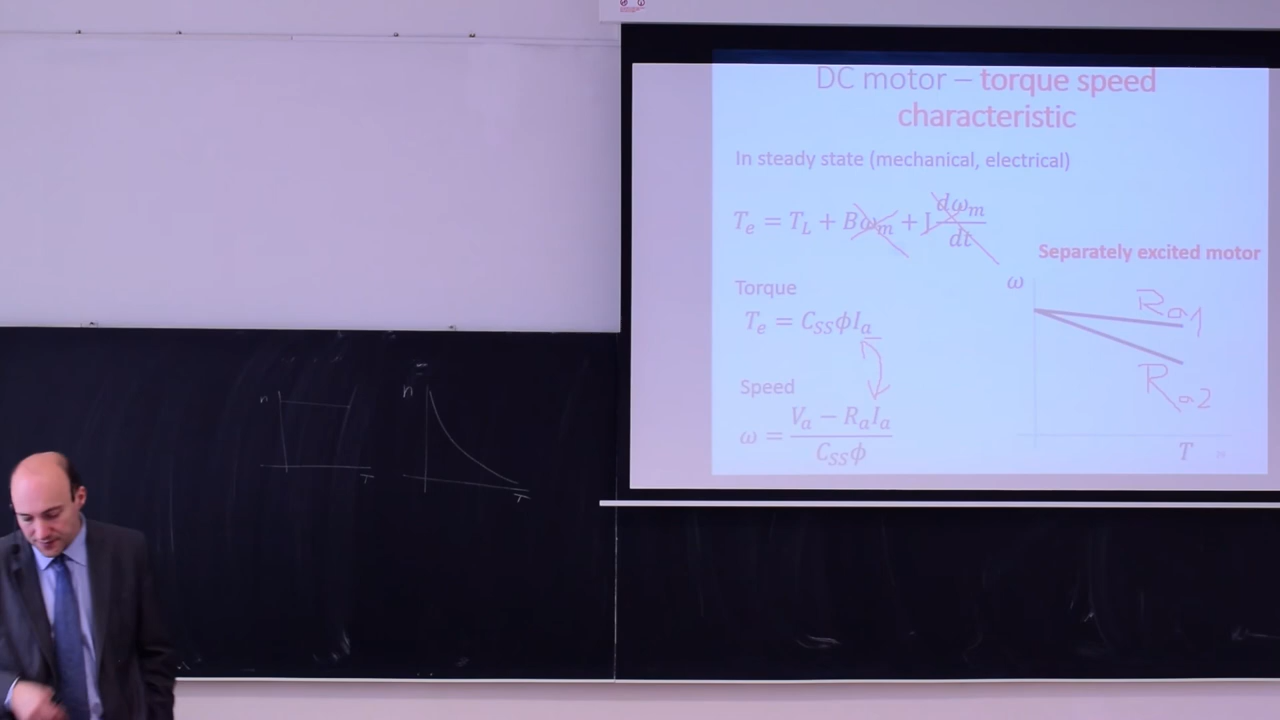 DC motor – torque speed
characteristic
In steady state (mechanical, electrical)
T_e = T_L + Bω_m + J dω_m/dt
Separately excited motor
ω
R_a1
R_a2
T
Torque
T_e = C_SS ϕ I_a
Speed
ω = (V_a − R_a I_a) / (C_SS ϕ)
n
T
n
T